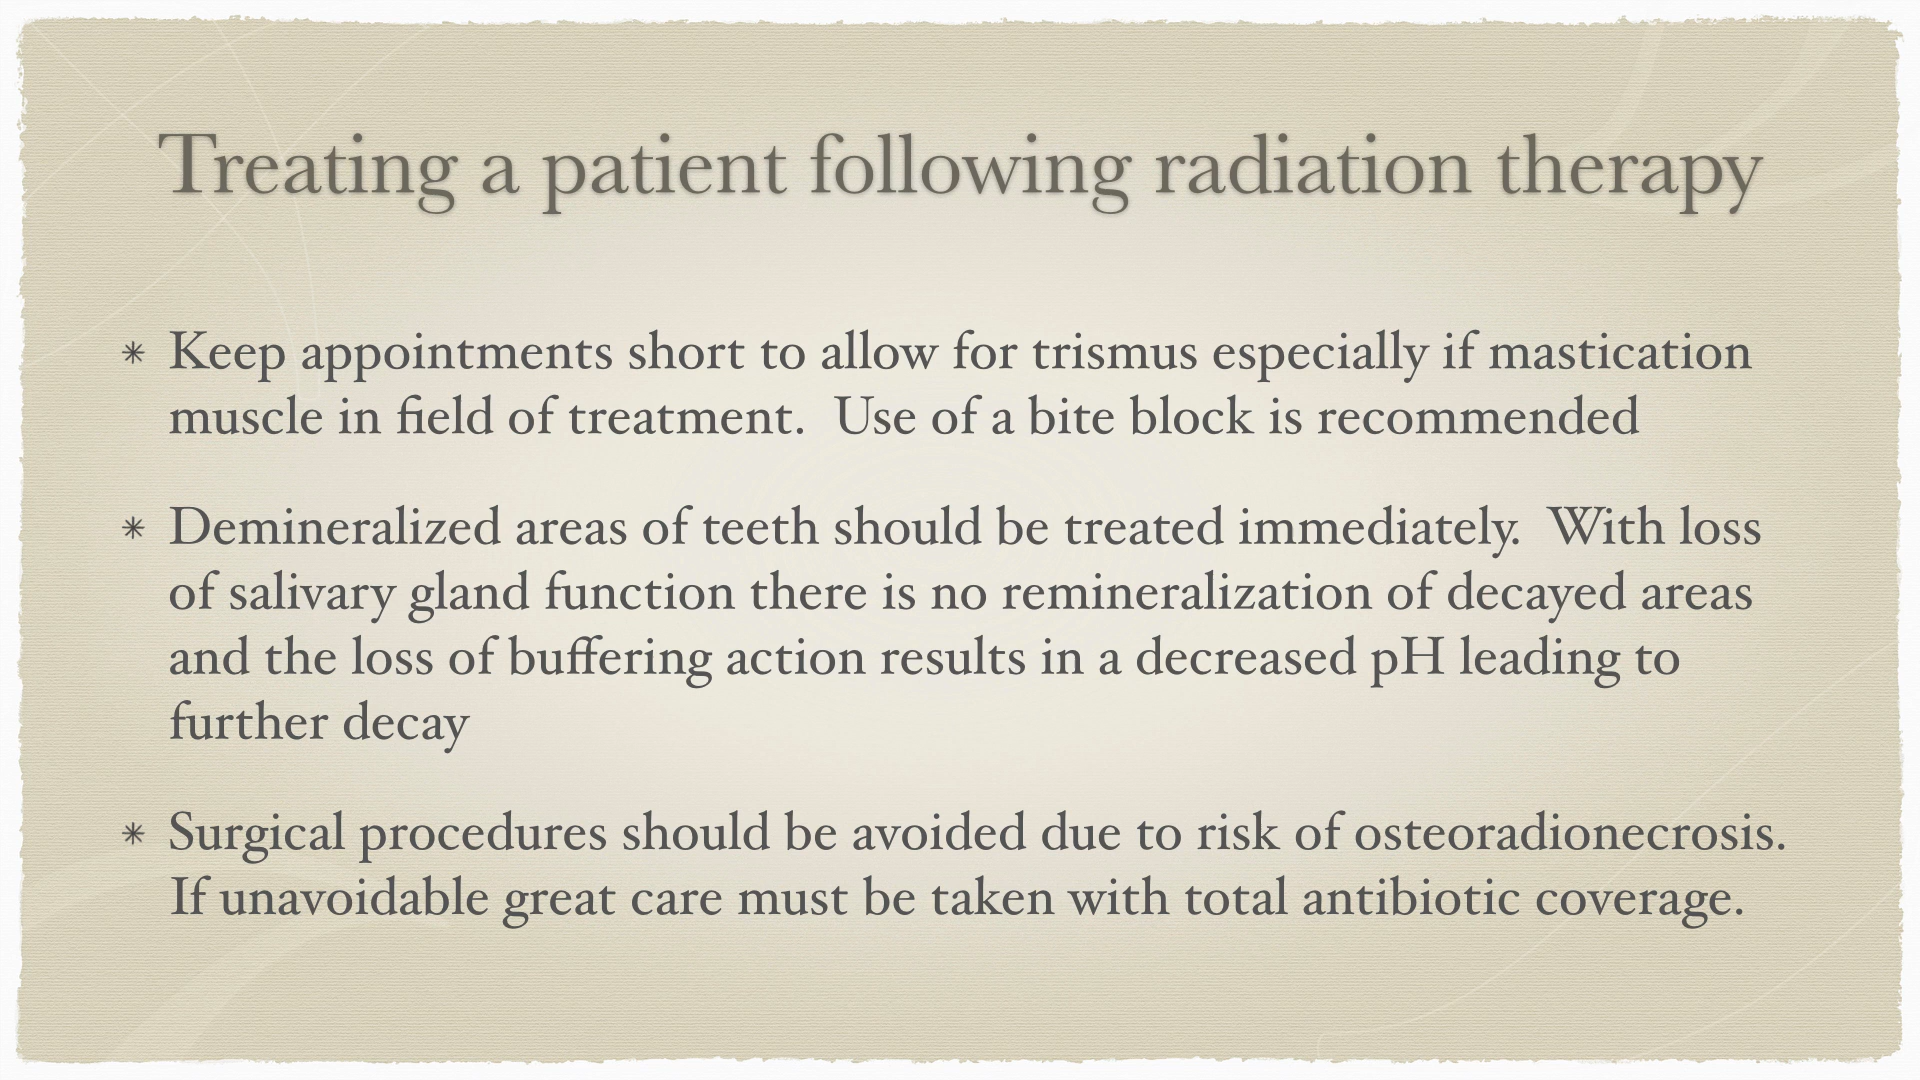 Treating a patient following radiation therapy
✳ Keep appointments short to allow for trismus especially if mastication
muscle in field of treatment.  Use of a bite block is recommended
✳ Demineralized areas of teeth should be treated immediately.  With loss
of salivary gland function there is no remineralization of decayed areas
and the loss of buffering action results in a decreased pH leading to
further decay
✳ Surgical procedures should be avoided due to risk of osteoradionecrosis.
If unavoidable great care must be taken with total antibiotic coverage.